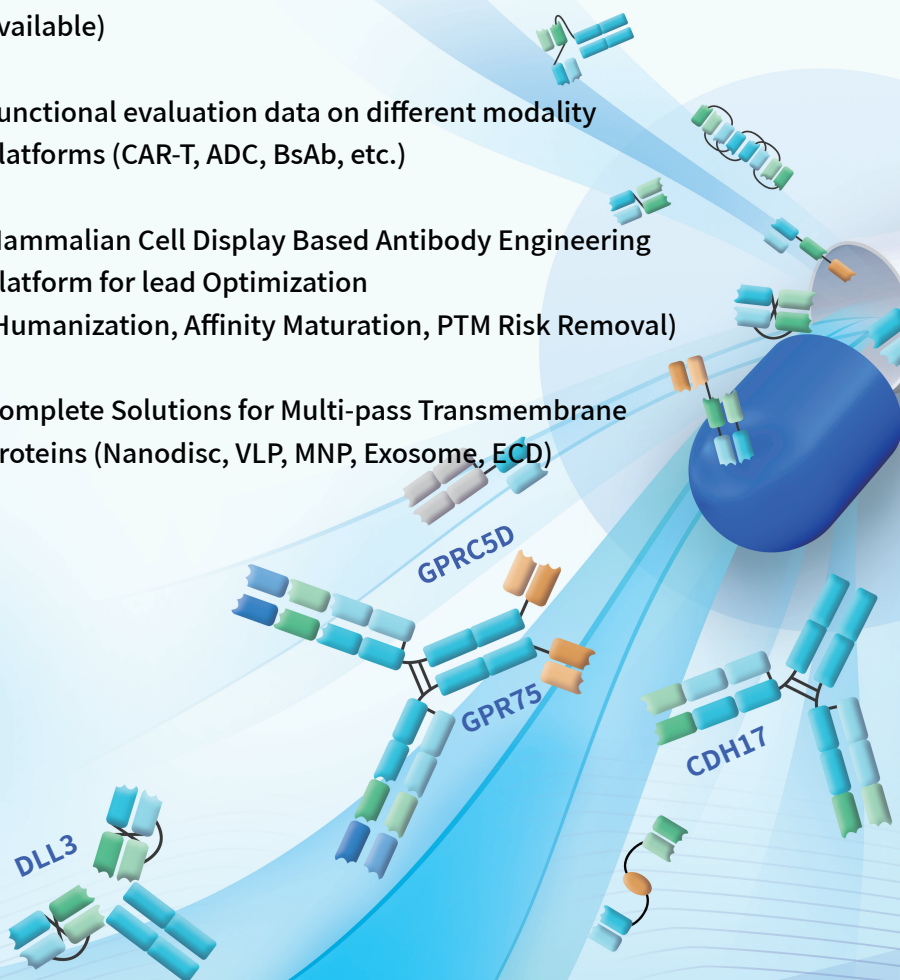 vailable)
unctional evaluation data on different modality
latforms (CAR-T, ADC, BsAb, etc.)
ammalian Cell Display Based Antibody Engineering
latform for lead Optimization
Humanization, Affinity Maturation, PTM Risk Removal)
omplete Solutions for Multi-pass Transmembrane
roteins (Nanodisc, VLP, MNP, Exosome, ECD)
GPRC5D
GPR75
CDH17
DLL3